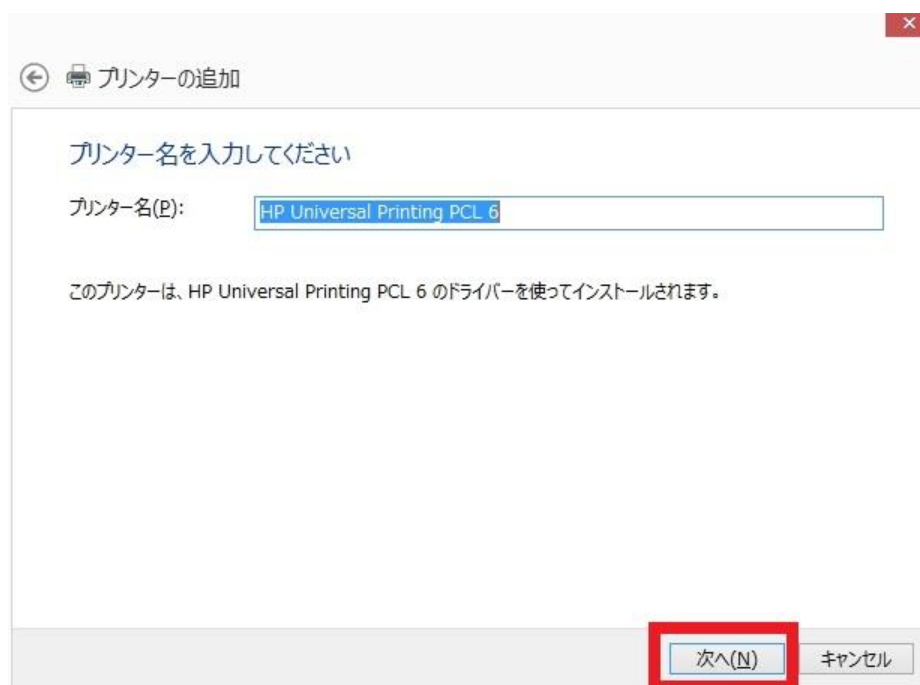 プリンターの追加
プリンター名を入力してください
プリンター名(P): HP Universal Printing PCL 6
このプリンターは、HP Universal Printing PCL 6 のドライバーを使ってインストールされます。
次へ(N) キャンセル